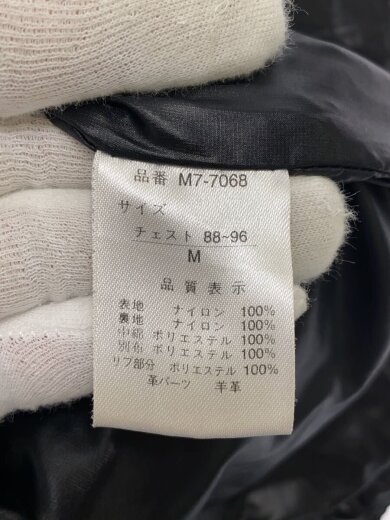 品番 M7-7068
サイズ
チェスト 88~96
M
品質表示
表地 ナイロン 100%
裏地 ナイロン 100%
中綿 ポリエステル 100%
別布 ポリエステル 100%
リブ部分 ポリエステル 100%
革パーツ 羊革